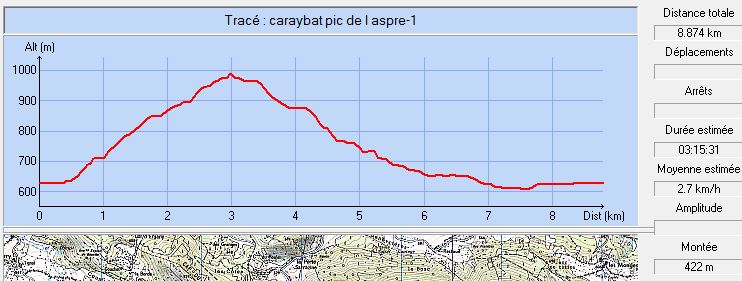 Tracé : caraybat pic de l aspre-1
Alt (m)
1000
900
800
700
600
0 1 2 3 4 5 6 7 8 Dist (km)
Distance totale
8.874 km
Déplacements
Arrêts
Durée estimée
03:15:31
Moyenne estimée
2.7 km/h
Amplitude
Montée
422 m
le Bosc